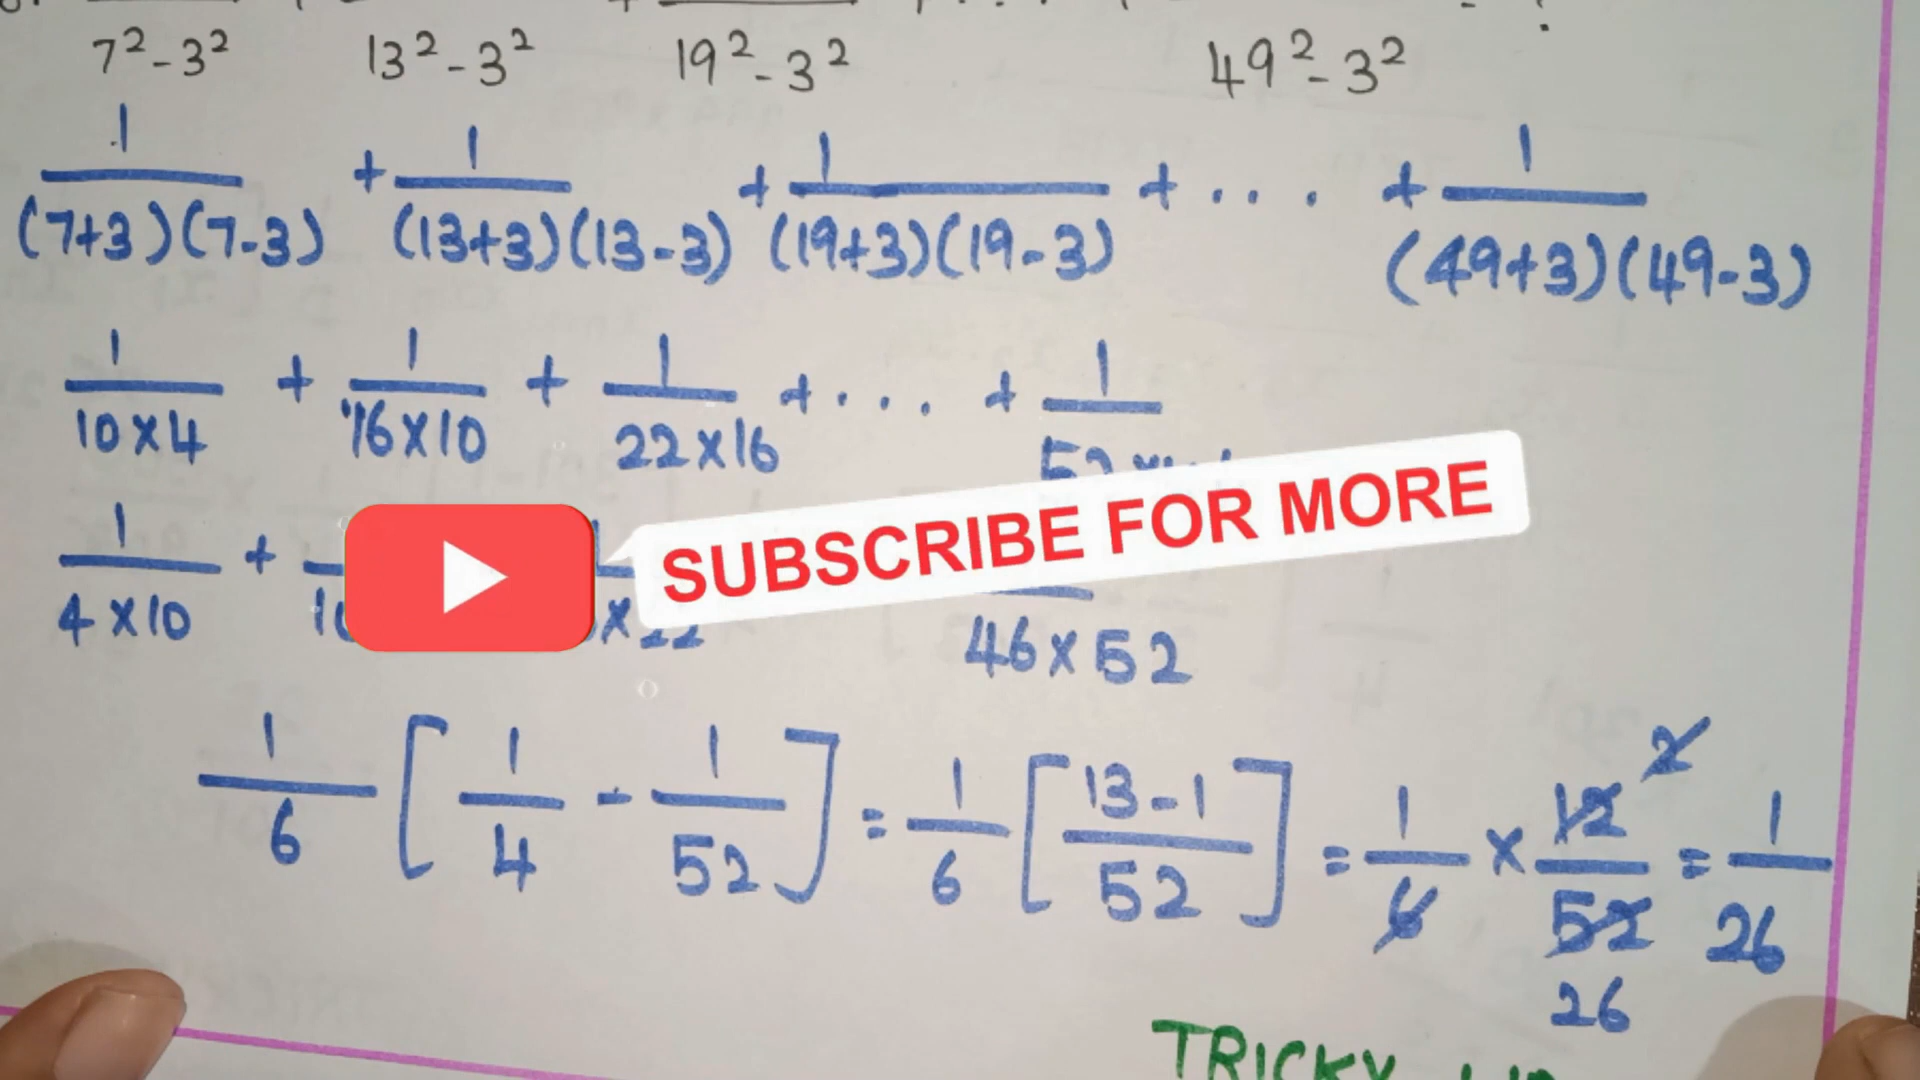 7² - 3² 13² - 3² 19² - 3² 49² - 3²
1/(7+3)(7-3) + 1/(13+3)(13-3) + 1/(19+3)(19-3) + ... + 1/(49+3)(49-3)
1/10×4 + 1/16×10 + 1/22×16 + ... + 1/
1/4×10 + ×22 46×52
SUBSCRIBE FOR MORE
1/6 [1/4 - 1/52] = 1/6 [13-1/52] = 1/6 × 12/52 = 1/26
2
26
TRICKY